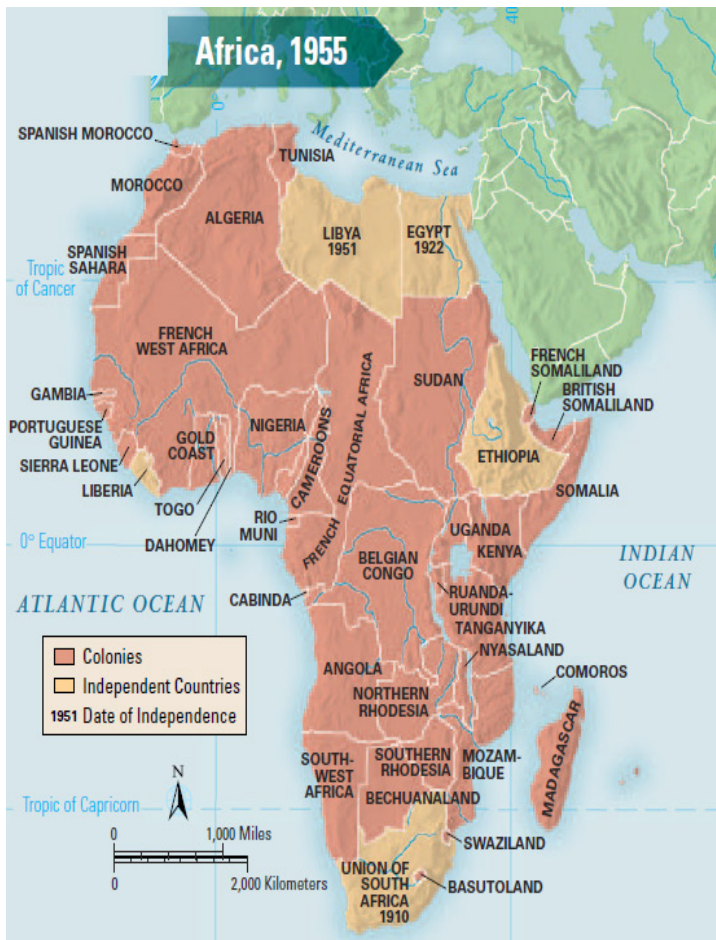 Africa, 1955
40°
0°
Mediterranean Sea
SPANISH MOROCCO
TUNISIA
MOROCCO
ALGERIA
LIBYA
1951
EGYPT
1922
SPANISH
SAHARA
Tropic
of Cancer
FRENCH
WEST AFRICA
FRENCH
SOMALILAND
BRITISH
SOMALILAND
SUDAN
GAMBIA
PORTUGUESE
GUINEA
NIGERIA
GOLD
COAST
CAMEROONS
FRENCH EQUATORIAL AFRICA
ETHIOPIA
SIERRA LEONE
LIBERIA
SOMALIA
TOGO
RIO
MUNI
DAHOMEY
UGANDA
KENYA
0° Equator
BELGIAN
CONGO
INDIAN
OCEAN
CABINDA
RUANDA-
URUNDI
ATLANTIC OCEAN
TANGANYIKA
NYASALAND
Colonies
Independent Countries
1951 Date of Independence
ANGOLA
COMOROS
NORTHERN
RHODESIA
SOUTH-
WEST
AFRICA
SOUTHERN
RHODESIA
MOZAM-
BIQUE
MADAGASCAR
N
BECHUANALAND
Tropic of Capricorn
0
1,000 Miles
0
2,000 Kilometers
SWAZILAND
UNION OF
SOUTH
AFRICA
1910
BASUTOLAND